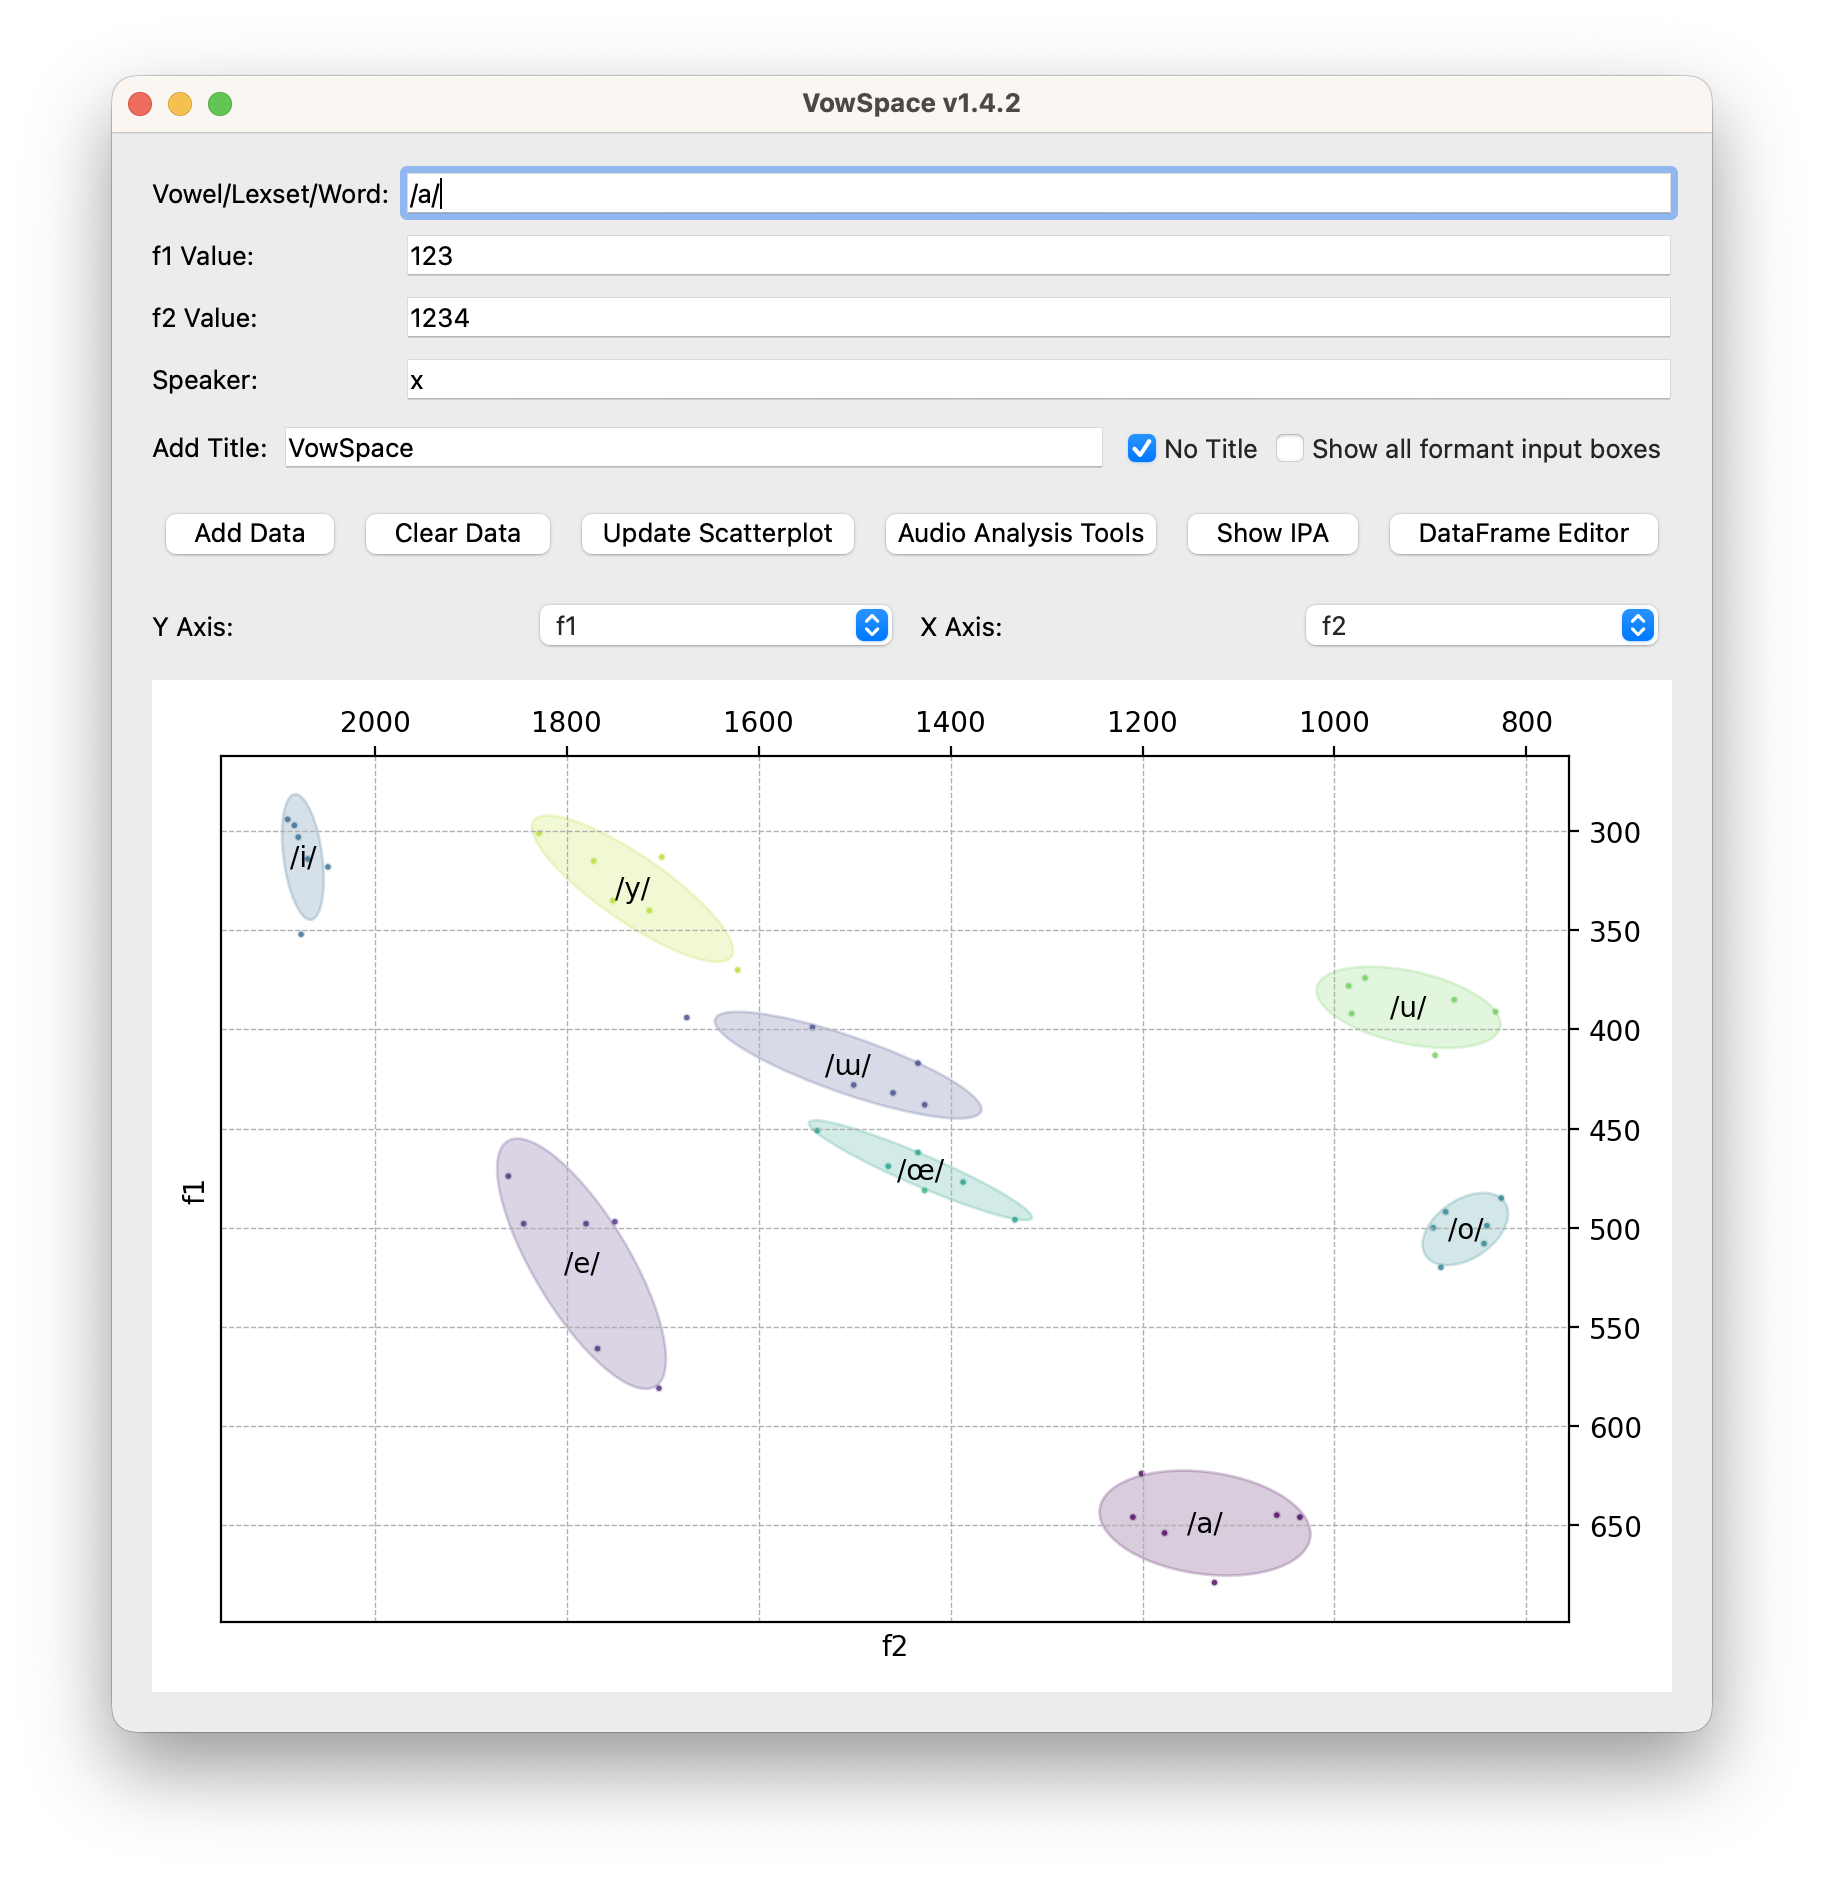 VowSpace v1.4.2
Vowel/Lexset/Word: /a/
f1 Value: 123
f2 Value: 1234
Speaker: x
Add Title: VowSpace No Title Show all formant input boxes
Add Data Clear Data Update Scatterplot Audio Analysis Tools Show IPA DataFrame Editor
Y Axis: f1 X Axis: f2
2000 1800 1600 1400 1200 1000 800
300
/i/
/y/
350
/u/
400
/ɯ/
450
/œ/
f1
500
/o/
/e/
550
600
/a/
650
f2